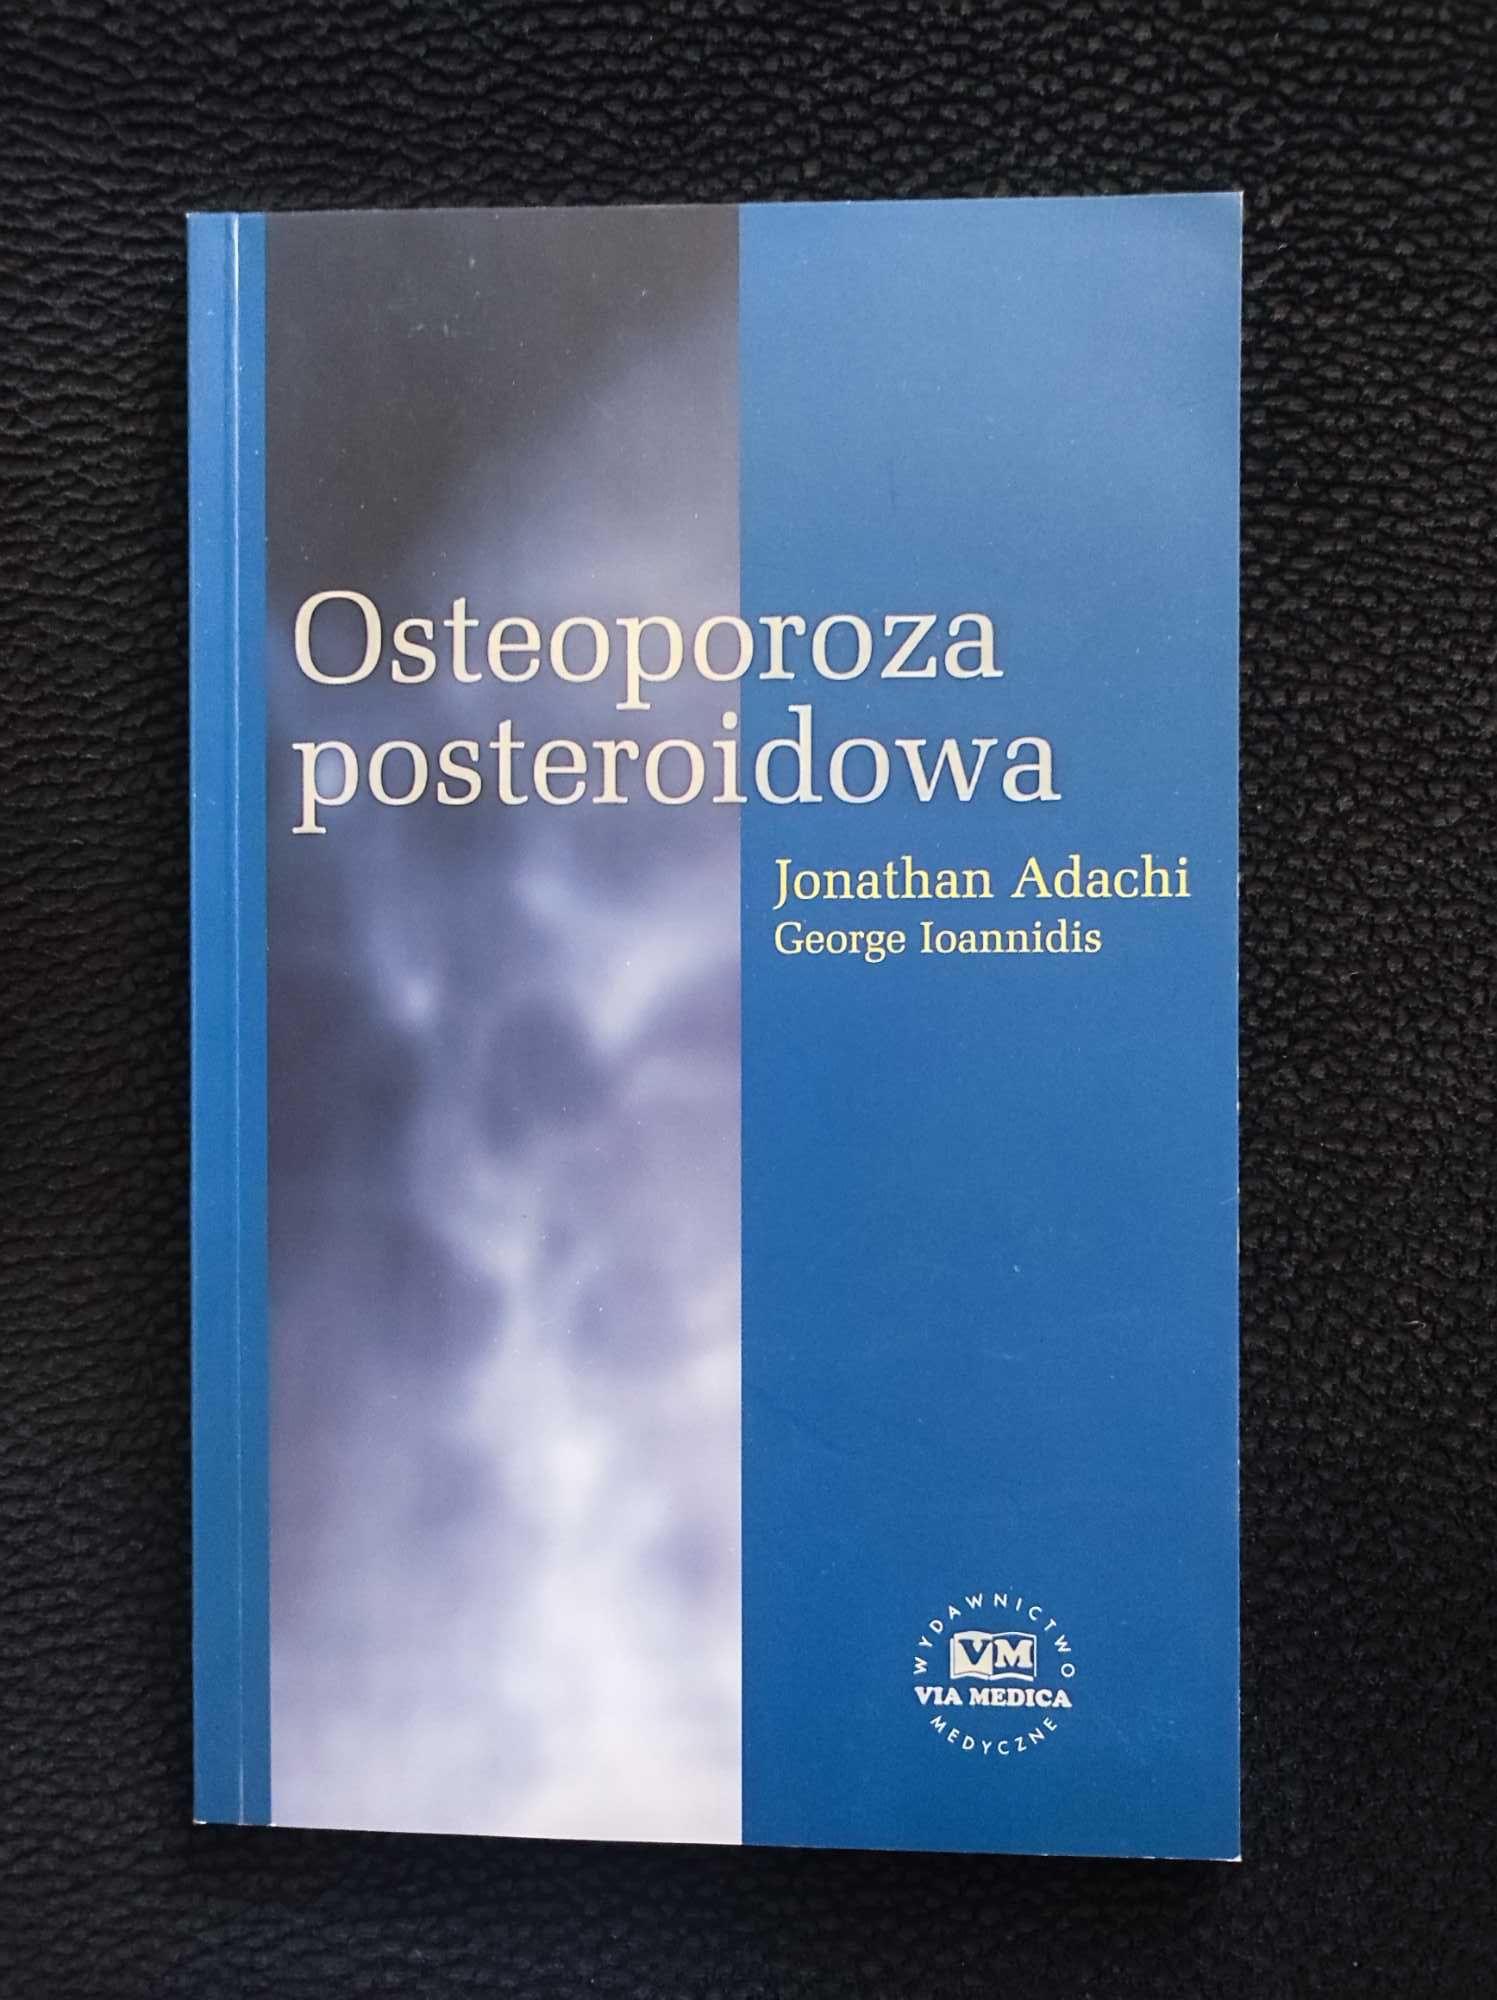 Osteoporoza
posteroidowa
Jonathan Adachi
George Ioannidis
WYDAWNICTWO
VM
VIA MEDICA
MEDYCZNE